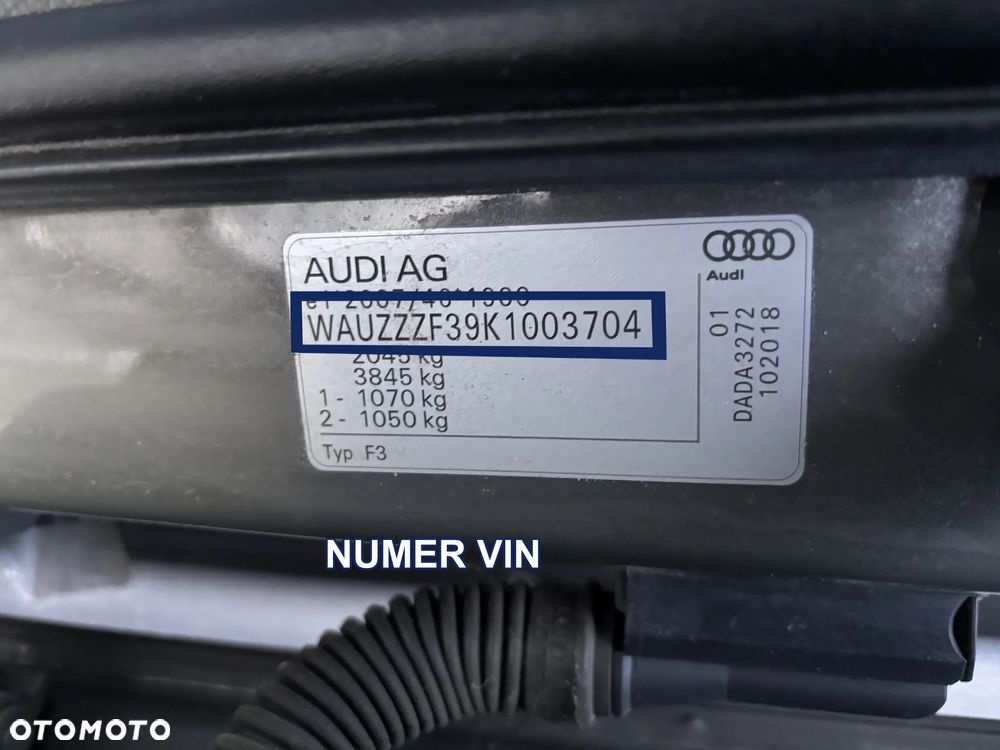 AUDI AG
Audi
WAUZZZF39K1003704
2045 kg
3845 kg
1 - 1070 kg
2 - 1050 kg
Typ F3
01
DADA3272
102018
NUMER VIN
OTOMOTO